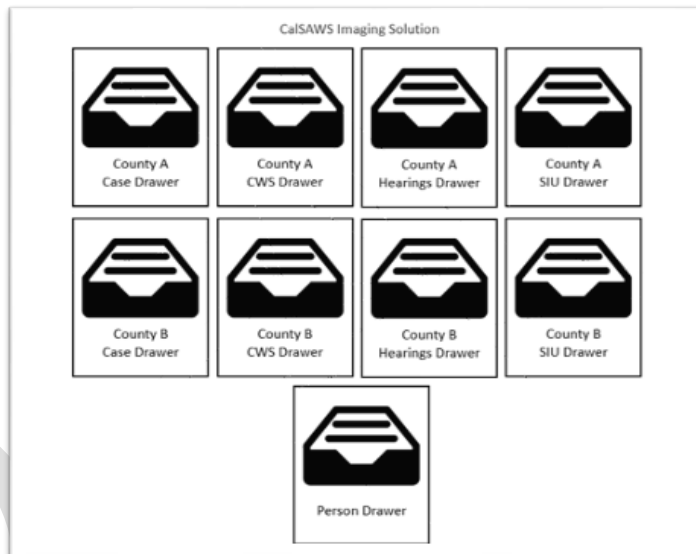 CalSAWS Imaging Solution
County A
Case Drawer
County A
CWS Drawer
County A
Hearings Drawer
County A
SIU Drawer
County B
Case Drawer
County B
CWS Drawer
County B
Hearings Drawer
County B
SIU Drawer
Person Drawer